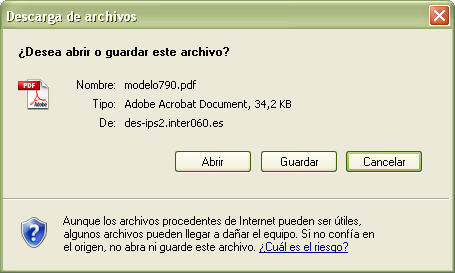 Descarga de archivos
¿Desea abrir o guardar este archivo?
PDF
Adobe
Nombre: modelo790.pdf
Tipo: Adobe Acrobat Document, 34,2 KB
De: des-ips2.inter060.es
Abrir Guardar Cancelar
Aunque los archivos procedentes de Internet pueden ser útiles,
algunos archivos pueden llegar a dañar el equipo. Si no confía en
el origen, no abra ni guarde este archivo. ¿Cuál es el riesgo?